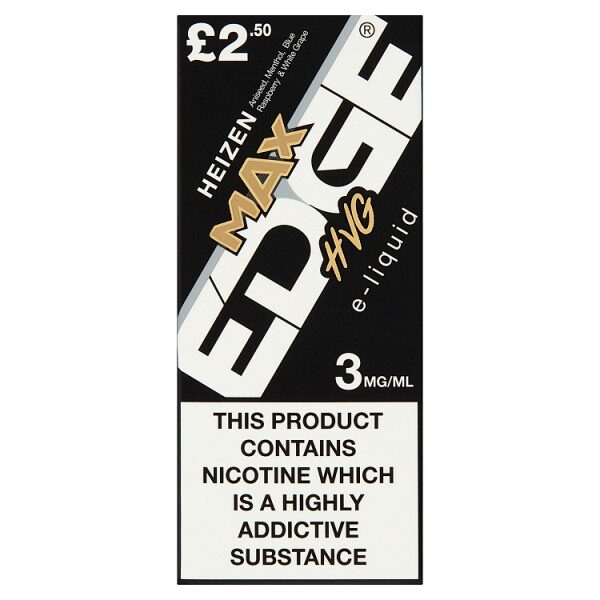 £2.50
HEIZEN
Aniseed, Menthol, Blue
Raspberry & White Grape
MAX
EDGE®
HVG
e-liquid
3MG/ML
THIS PRODUCT
CONTAINS
NICOTINE WHICH
IS A HIGHLY
ADDICTIVE
SUBSTANCE